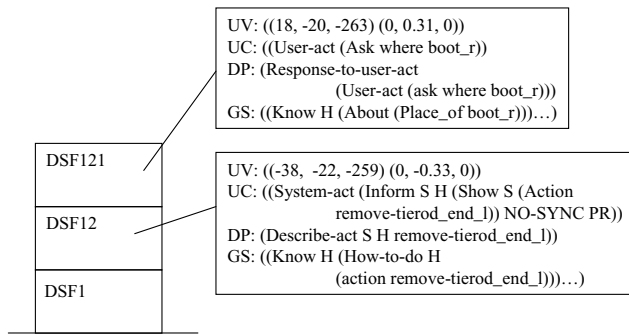 UV: ((18, -20, -263) (0, 0.31, 0))
UC: ((User-act (Ask where boot_r))
DP: (Response-to-user-act
(User-act (ask where boot_r)))
GS: ((Know H (About (Place_of boot_r)))…)
DSF121
DSF12
DSF1
UV: ((-38, -22, -259) (0, -0.33, 0))
UC: ((System-act (Inform S H (Show S (Action
remove-tierod_end_l)) NO-SYNC PR))
DP: (Describe-act S H remove-tierod_end_l))
GS: ((Know H (How-to-do H
(action remove-tierod_end_l)))…)